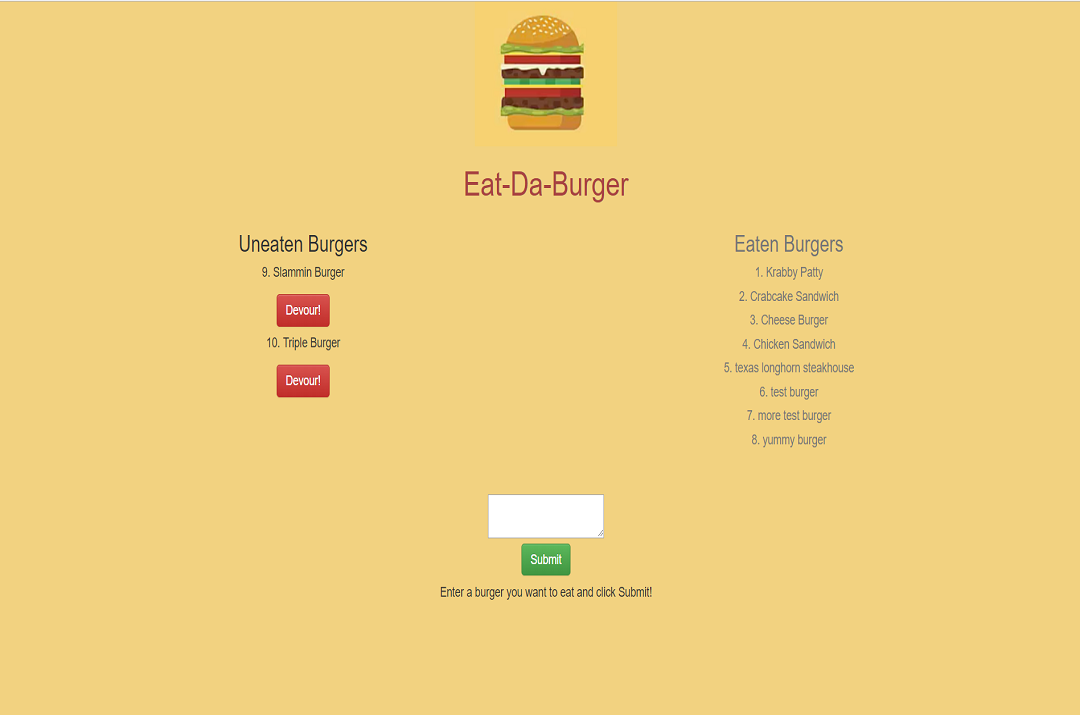 Eat-Da-Burger
Uneaten Burgers
9. Slammin Burger
Devour!
10. Triple Burger
Devour!
Eaten Burgers
1. Krabby Patty
2. Crabcake Sandwich
3. Cheese Burger
4. Chicken Sandwich
5. texas longhorn steakhouse
6. test burger
7. more test burger
8. yummy burger
Submit
Enter a burger you want to eat and click Submit!